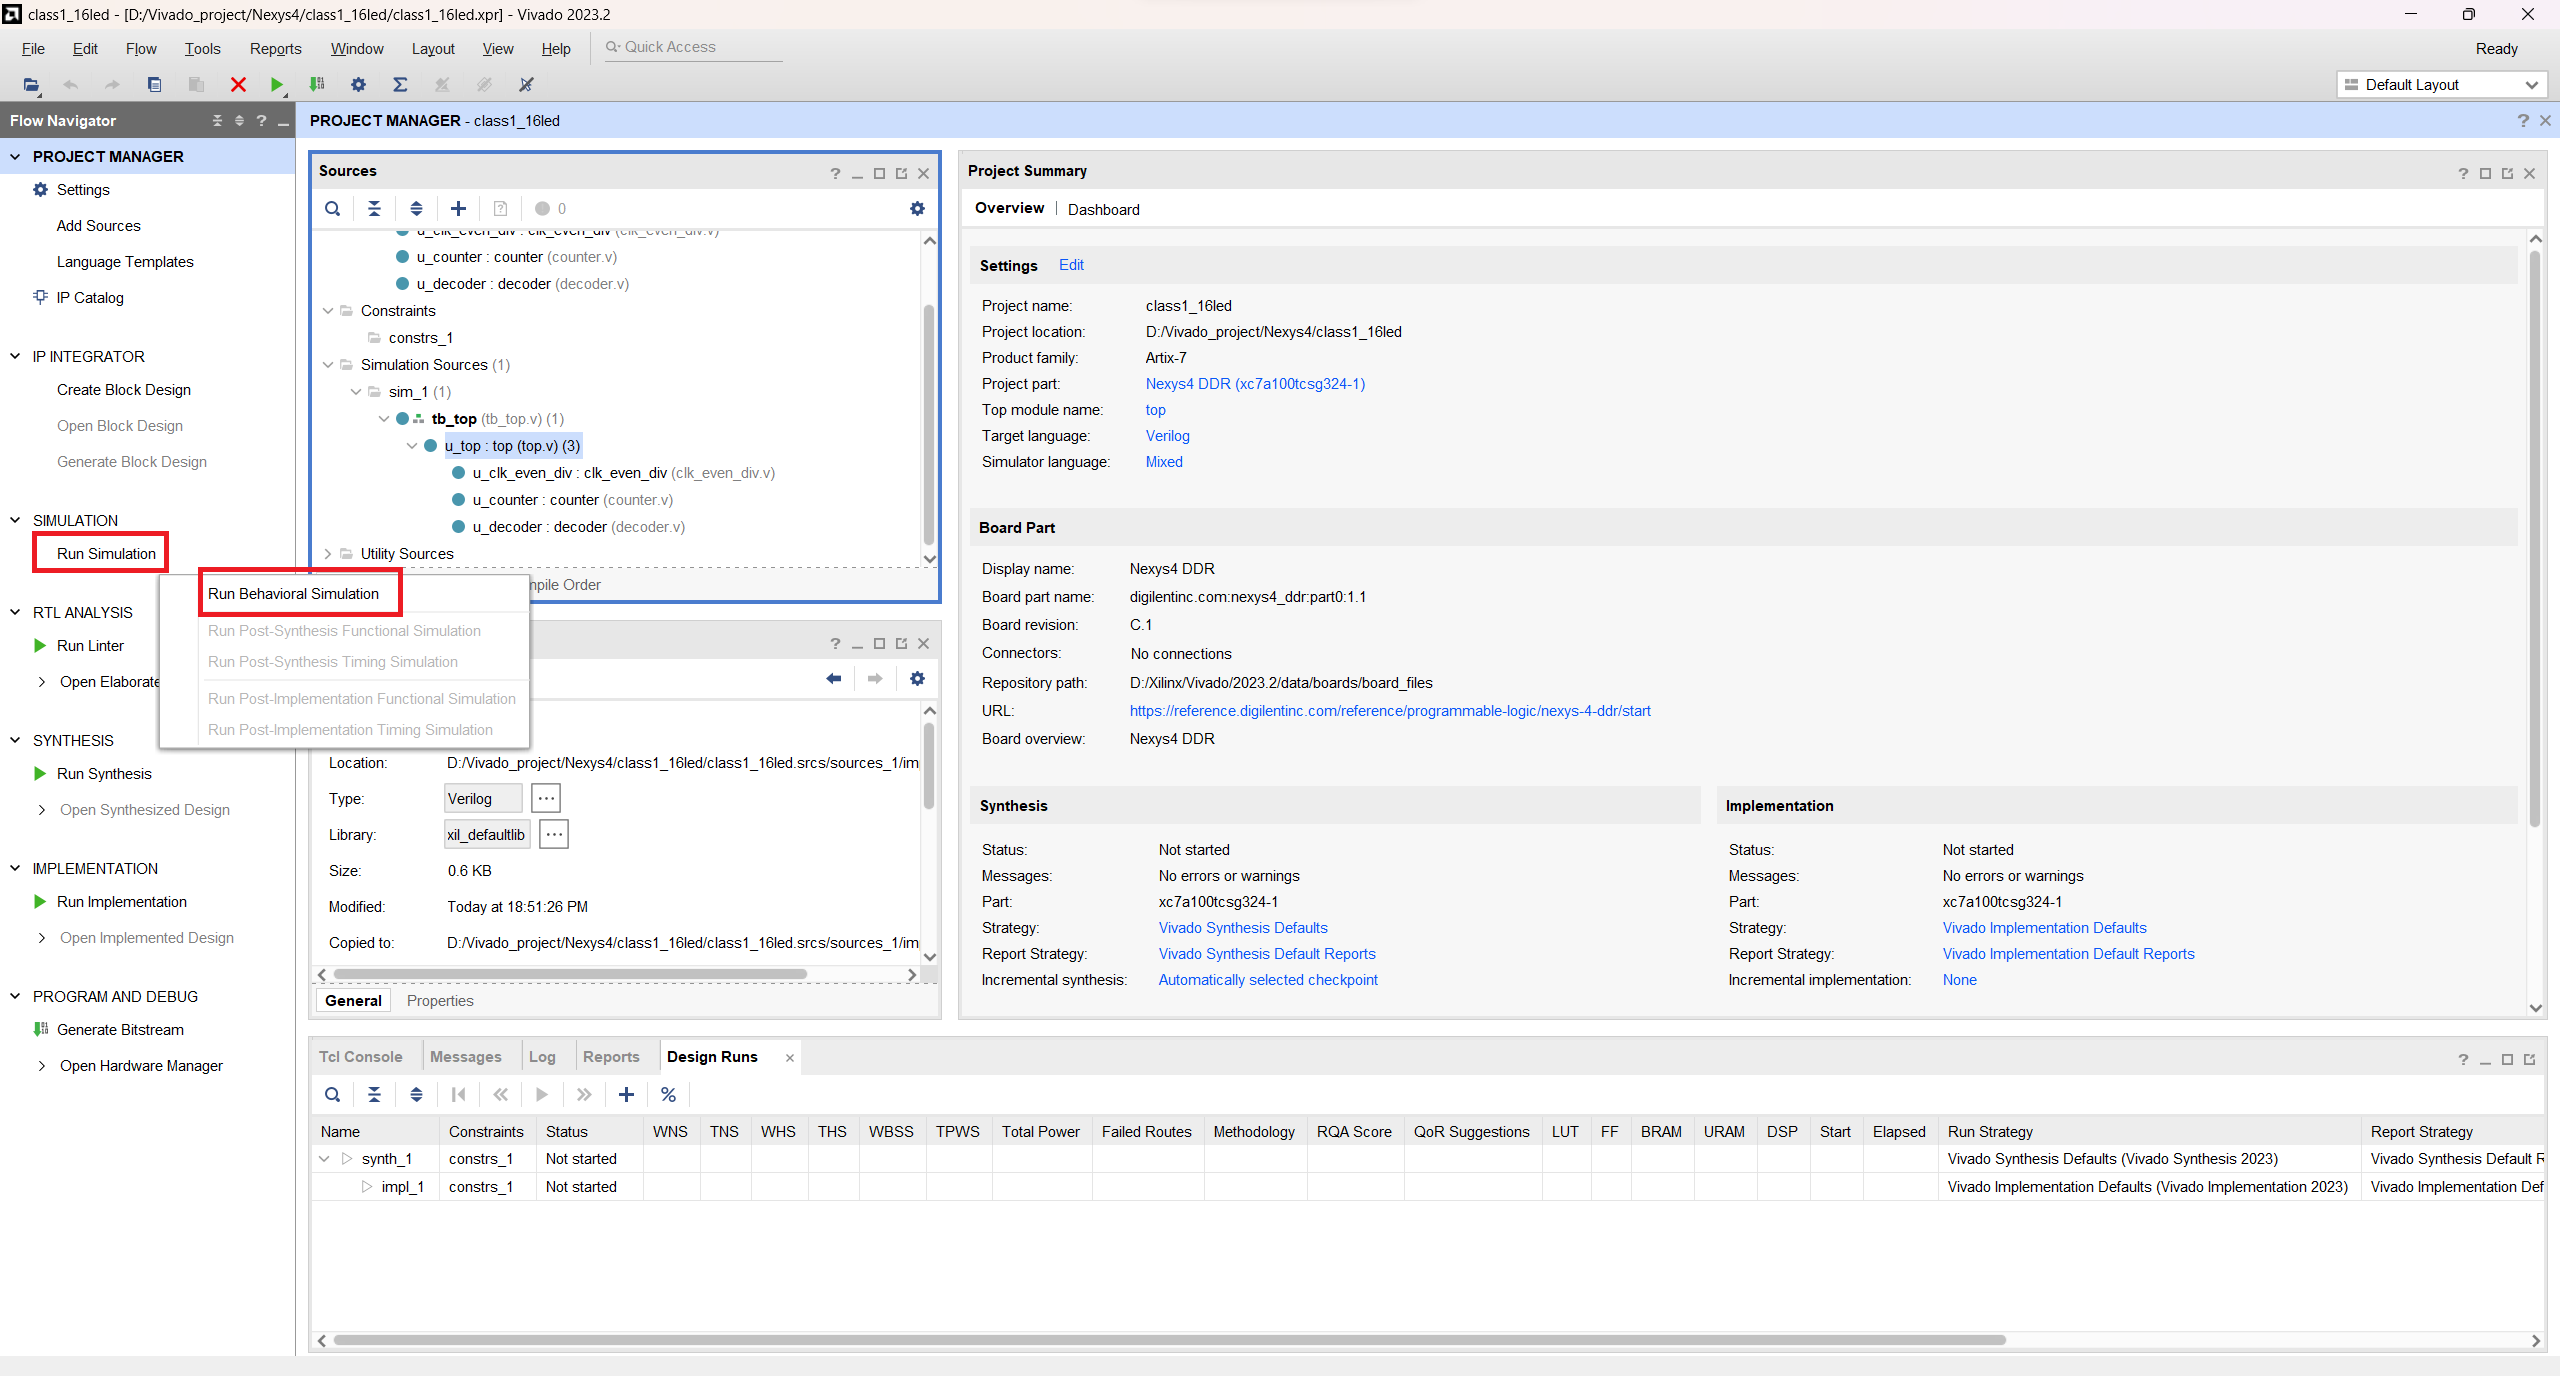 class1_16led - [D:/Vivado_project/Nexys4/class1_16led/class1_16led.xpr] - Vivado 2023.2
File Edit Flow Tools Reports Window Layout View Help Quick Access Ready
Default Layout
Flow Navigator
PROJECT MANAGER
Settings
Add Sources
Language Templates
IP Catalog
IP INTEGRATOR
Create Block Design
Open Block Design
Generate Block Design
SIMULATION
Run Simulation
RTL ANALYSIS
Run Linter
Open Elaborate
SYNTHESIS
Run Synthesis
Open Synthesized Design
IMPLEMENTATION
Run Implementation
Open Implemented Design
PROGRAM AND DEBUG
Generate Bitstream
Open Hardware Manager
Run Behavioral Simulation
Run Post-Synthesis Functional Simulation
Run Post-Synthesis Timing Simulation
Run Post-Implementation Functional Simulation
Run Post-Implementation Timing Simulation
PROJECT MANAGER - class1_16led
Sources
0
u_clk_even_div : clk_even_div (clk_even_div.v)
u_counter : counter (counter.v)
u_decoder : decoder (decoder.v)
Constraints
constrs_1
Simulation Sources (1)
sim_1 (1)
tb_top (tb_top.v) (1)
u_top : top (top.v) (3)
u_clk_even_div : clk_even_div (clk_even_div.v)
u_counter : counter (counter.v)
u_decoder : decoder (decoder.v)
Utility Sources
mpile Order
Location: D:/Vivado_project/Nexys4/class1_16led/class1_16led.srcs/sources_1/im
Type: Verilog ...
Library: xil_defaultlib ...
Size: 0.6 KB
Modified: Today at 18:51:26 PM
Copied to: D:/Vivado_project/Nexys4/class1_16led/class1_16led.srcs/sources_1/im
General Properties
Project Summary
Overview | Dashboard
Settings Edit
Project name: class1_16led
Project location: D:/Vivado_project/Nexys4/class1_16led
Product family: Artix-7
Project part: Nexys4 DDR (xc7a100tcsg324-1)
Top module name: top
Target language: Verilog
Simulator language: Mixed
Board Part
Display name: Nexys4 DDR
Board part name: digilentinc.com:nexys4_ddr:part0:1.1
Board revision: C.1
Connectors: No connections
Repository path: D:/Xilinx/Vivado/2023.2/data/boards/board_files
URL: https://reference.digilentinc.com/reference/programmable-logic/nexys-4-ddr/start
Board overview: Nexys4 DDR
Synthesis
Status: Not started
Messages: No errors or warnings
Part: xc7a100tcsg324-1
Strategy: Vivado Synthesis Defaults
Report Strategy: Vivado Synthesis Default Reports
Incremental synthesis: Automatically selected checkpoint
Implementation
Status: Not started
Messages: No errors or warnings
Part: xc7a100tcsg324-1
Strategy: Vivado Implementation Defaults
Report Strategy: Vivado Implementation Default Reports
Incremental implementation: None
Tcl Console Messages Log Reports Design Runs
Name Constraints Status WNS TNS WHS THS WBSS TPWS Total Power Failed Routes Methodology RQA Score QoR Suggestions LUT FF BRAM URAM DSP Start Elapsed Run Strategy Report Strategy
synth_1 constrs_1 Not started Vivado Synthesis Defaults (Vivado Synthesis 2023) Vivado Synthesis Default R
impl_1 constrs_1 Not started Vivado Implementation Defaults (Vivado Implementation 2023) Vivado Implementation Def